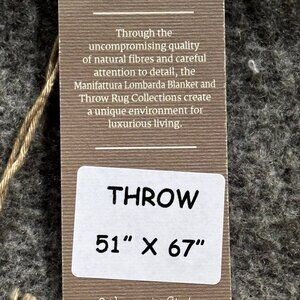 Through the
uncompromising quality
of natural fibres and careful
attention to detail, the
Manifattura Lombarda Blanket and
Throw Rug Collections create
a unique environment for
luxurious living.
THROW
51" X 67"